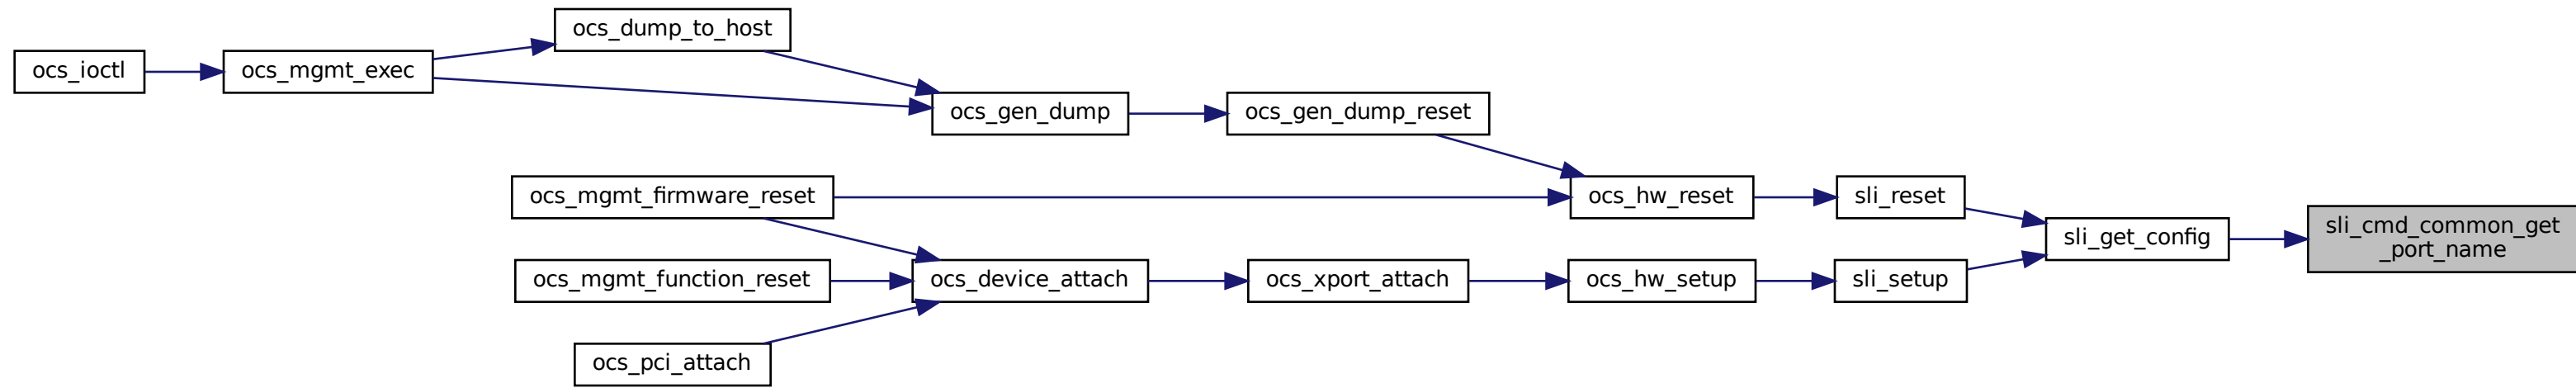 ocs_dump_to_host
ocs_ioctl
ocs_mgmt_exec
ocs_gen_dump
ocs_gen_dump_reset
ocs_mgmt_firmware_reset
ocs_hw_reset
sli_reset
sli_get_config
sli_cmd_common_get
_port_name
ocs_mgmt_function_reset
ocs_device_attach
ocs_xport_attach
ocs_hw_setup
sli_setup
ocs_pci_attach